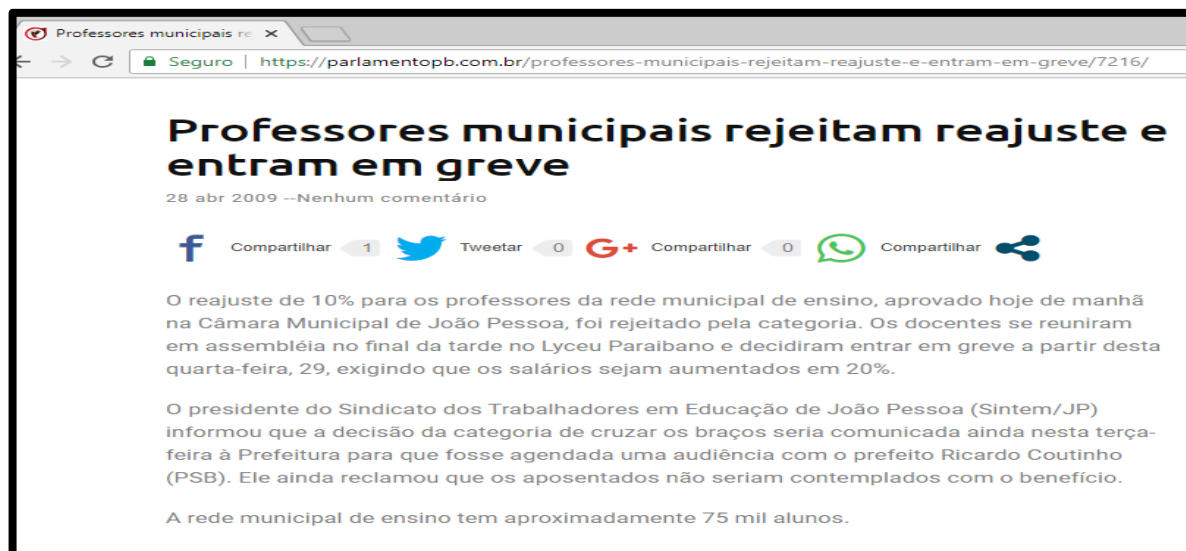 Professores municipais re
Seguro | https://parlamentopb.com.br/professores-municipais-rejeitam-reajuste-e-entram-em-greve/7216/
Professores municipais rejeitam reajuste e
entram em greve
28 abr 2009 --Nenhum comentário
Compartilhar 1 Tweetar 0 G+ Compartilhar 0 Compartilhar
O reajuste de 10% para os professores da rede municipal de ensino, aprovado hoje de manhã
na Câmara Municipal de João Pessoa, foi rejeitado pela categoria. Os docentes se reuniram
em assembléia no final da tarde no Lyceu Paraibano e decidiram entrar em greve a partir desta
quarta-feira, 29, exigindo que os salários sejam aumentados em 20%.
O presidente do Sindicato dos Trabalhadores em Educação de João Pessoa (Sintem/JP)
informou que a decisão da categoria de cruzar os braços seria comunicada ainda nesta terça-
feira à Prefeitura para que fosse agendada uma audiência com o prefeito Ricardo Coutinho
(PSB). Ele ainda reclamou que os aposentados não seriam contemplados com o benefício.
A rede municipal de ensino tem aproximadamente 75 mil alunos.